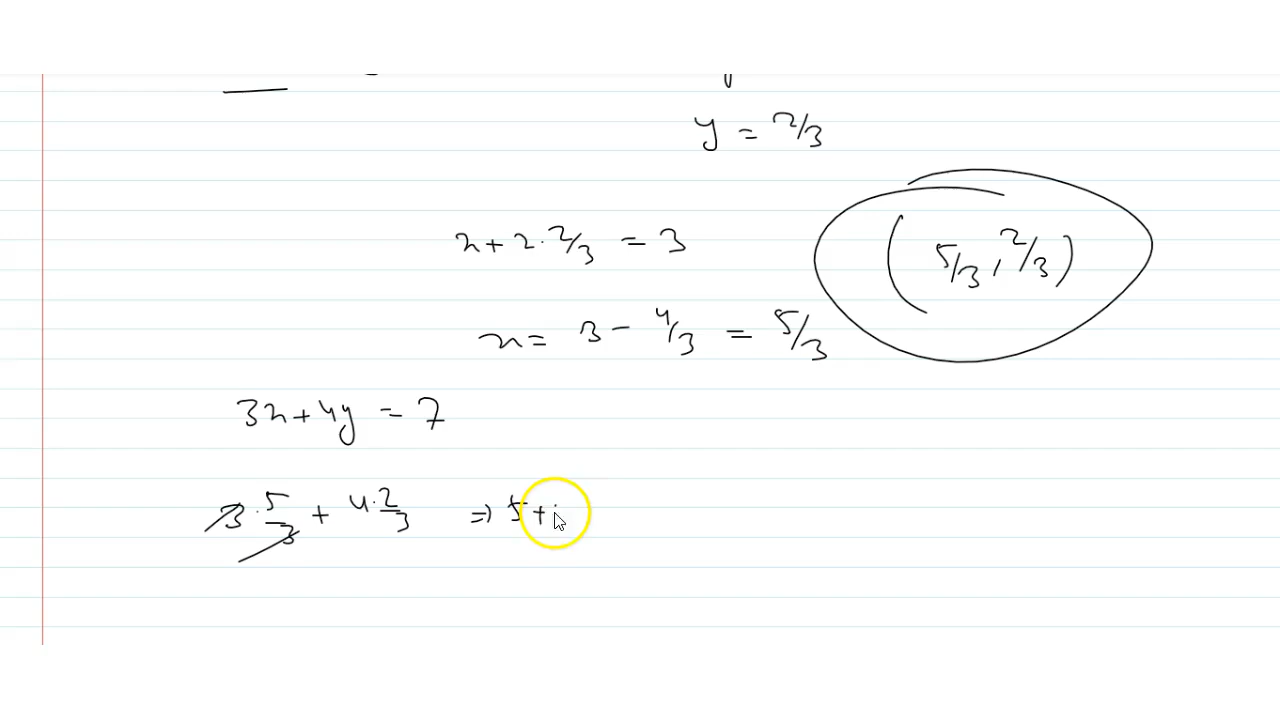 y = 2/3
x + 2 · 2/3 = 3
(5/3, 2/3)
x = 3 - 4/3 = 5/3
3x + 4y = 7
3 · 5/3 + 4 · 2/3 ⇒ 5 +